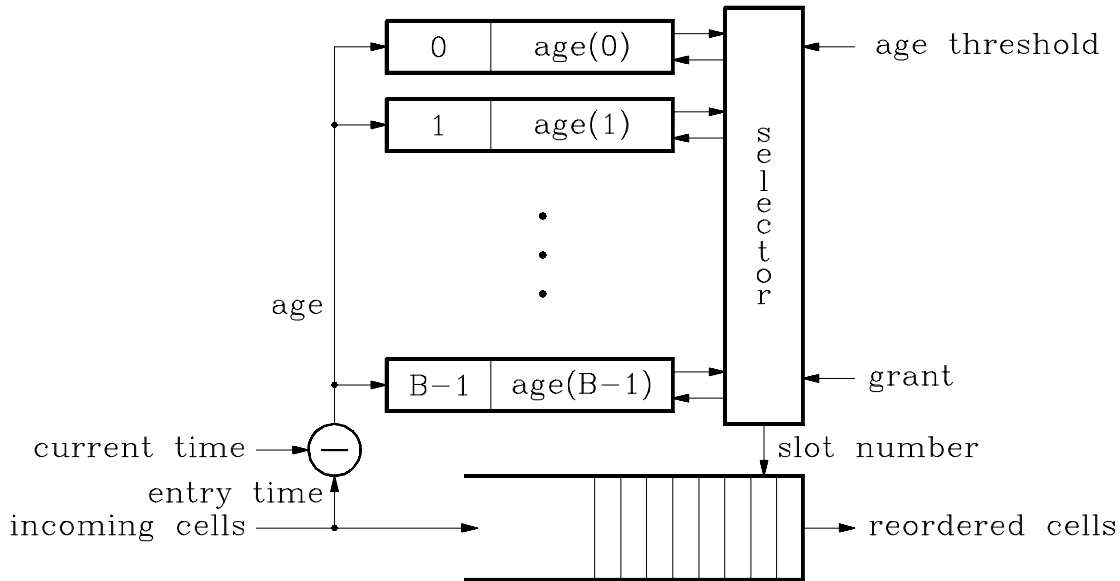 0 age(0)
age threshold
1 age(1)
selector
age
B-1 age(B-1)
grant
current time
−
slot number
entry time
incoming cells
reordered cells